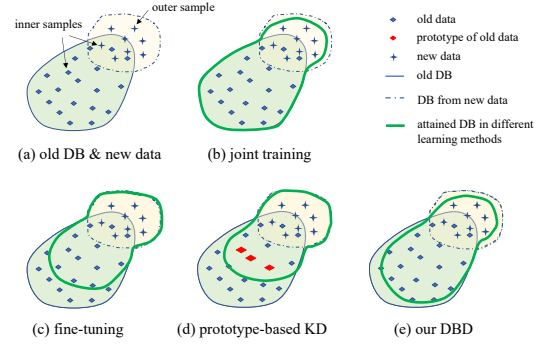 outer sample
inner samples
(a) old DB & new data
(b) joint training
old data
prototype of old data
new data
old DB
DB from new data
attained DB in different
learning methods
(c) fine-tuning
(d) prototype-based KD
(e) our DBD